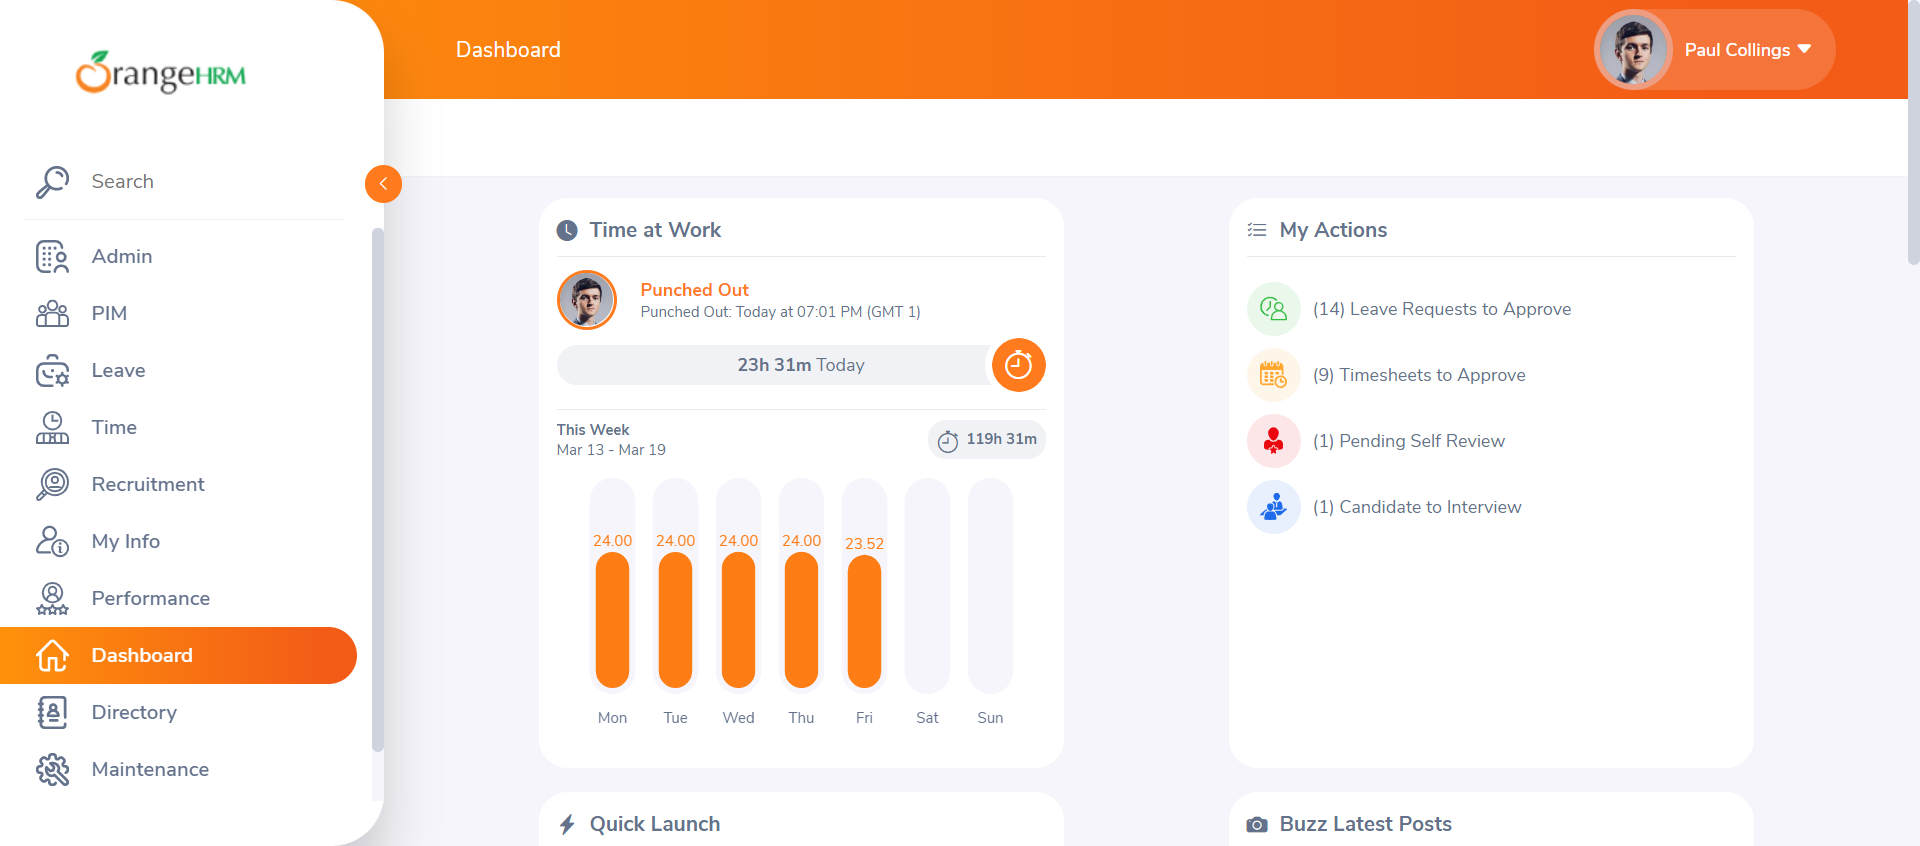 OrangeHRM
Dashboard
Paul Collings
Search
Admin
PIM
Leave
Time
Recruitment
My Info
Performance
Dashboard
Directory
Maintenance
Time at Work
Punched Out
Punched Out: Today at 07:01 PM (GMT 1)
23h 31m Today
This Week
Mar 13 - Mar 19
119h 31m
24.00 24.00 24.00 24.00 23.52
Mon Tue Wed Thu Fri Sat Sun
My Actions
(14) Leave Requests to Approve
(9) Timesheets to Approve
(1) Pending Self Review
(1) Candidate to Interview
Quick Launch
Buzz Latest Posts